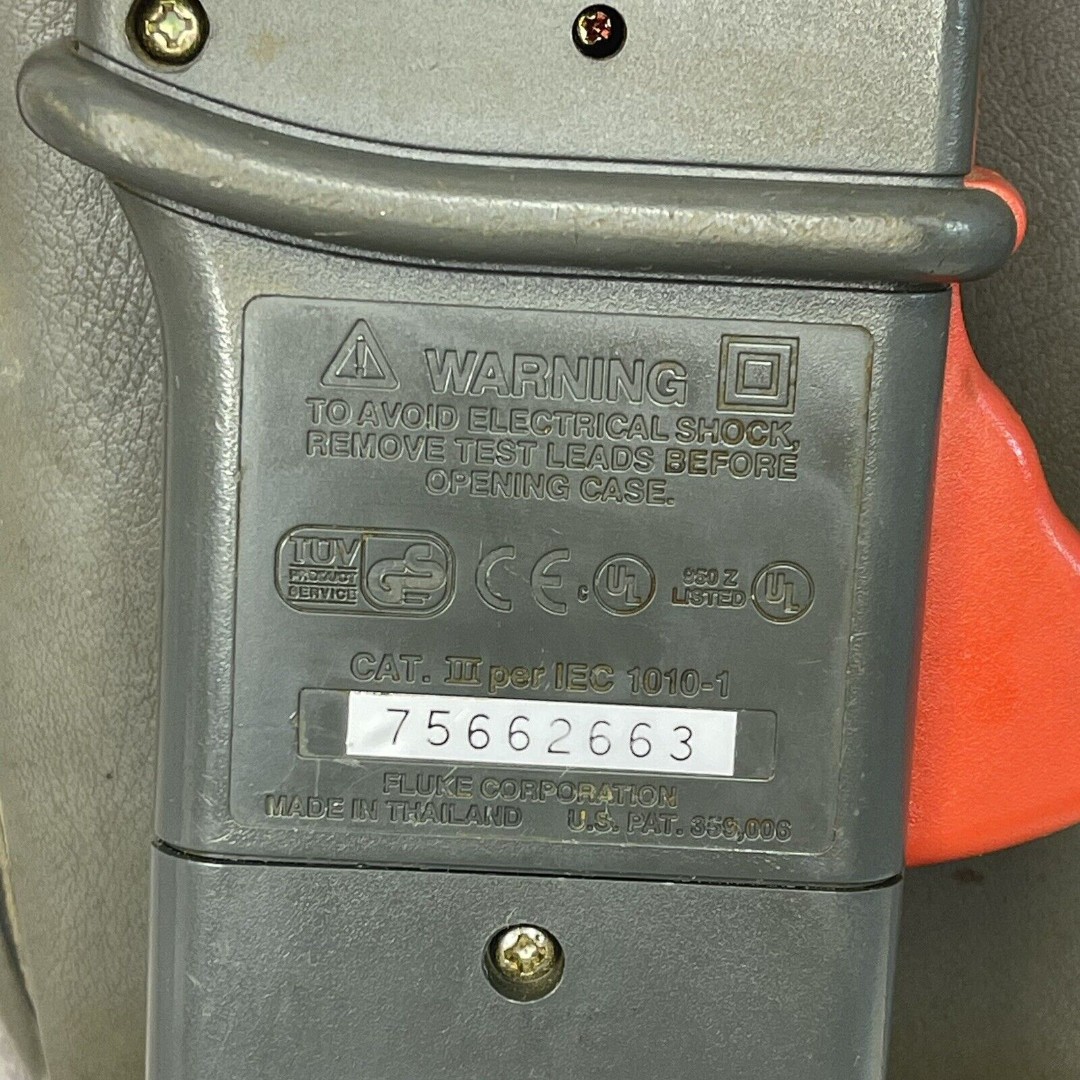 WARNING
TO AVOID ELECTRICAL SHOCK,
REMOVE TEST LEADS BEFORE
OPENING CASE.
TÜV
PRODUCT
SERVICE
GS
CE
c UL
950 Z
LISTED
UL
CAT. III per IEC 1010-1
75662663
FLUKE CORPORATION
MADE IN THAILAND U.S. PAT. 359,006